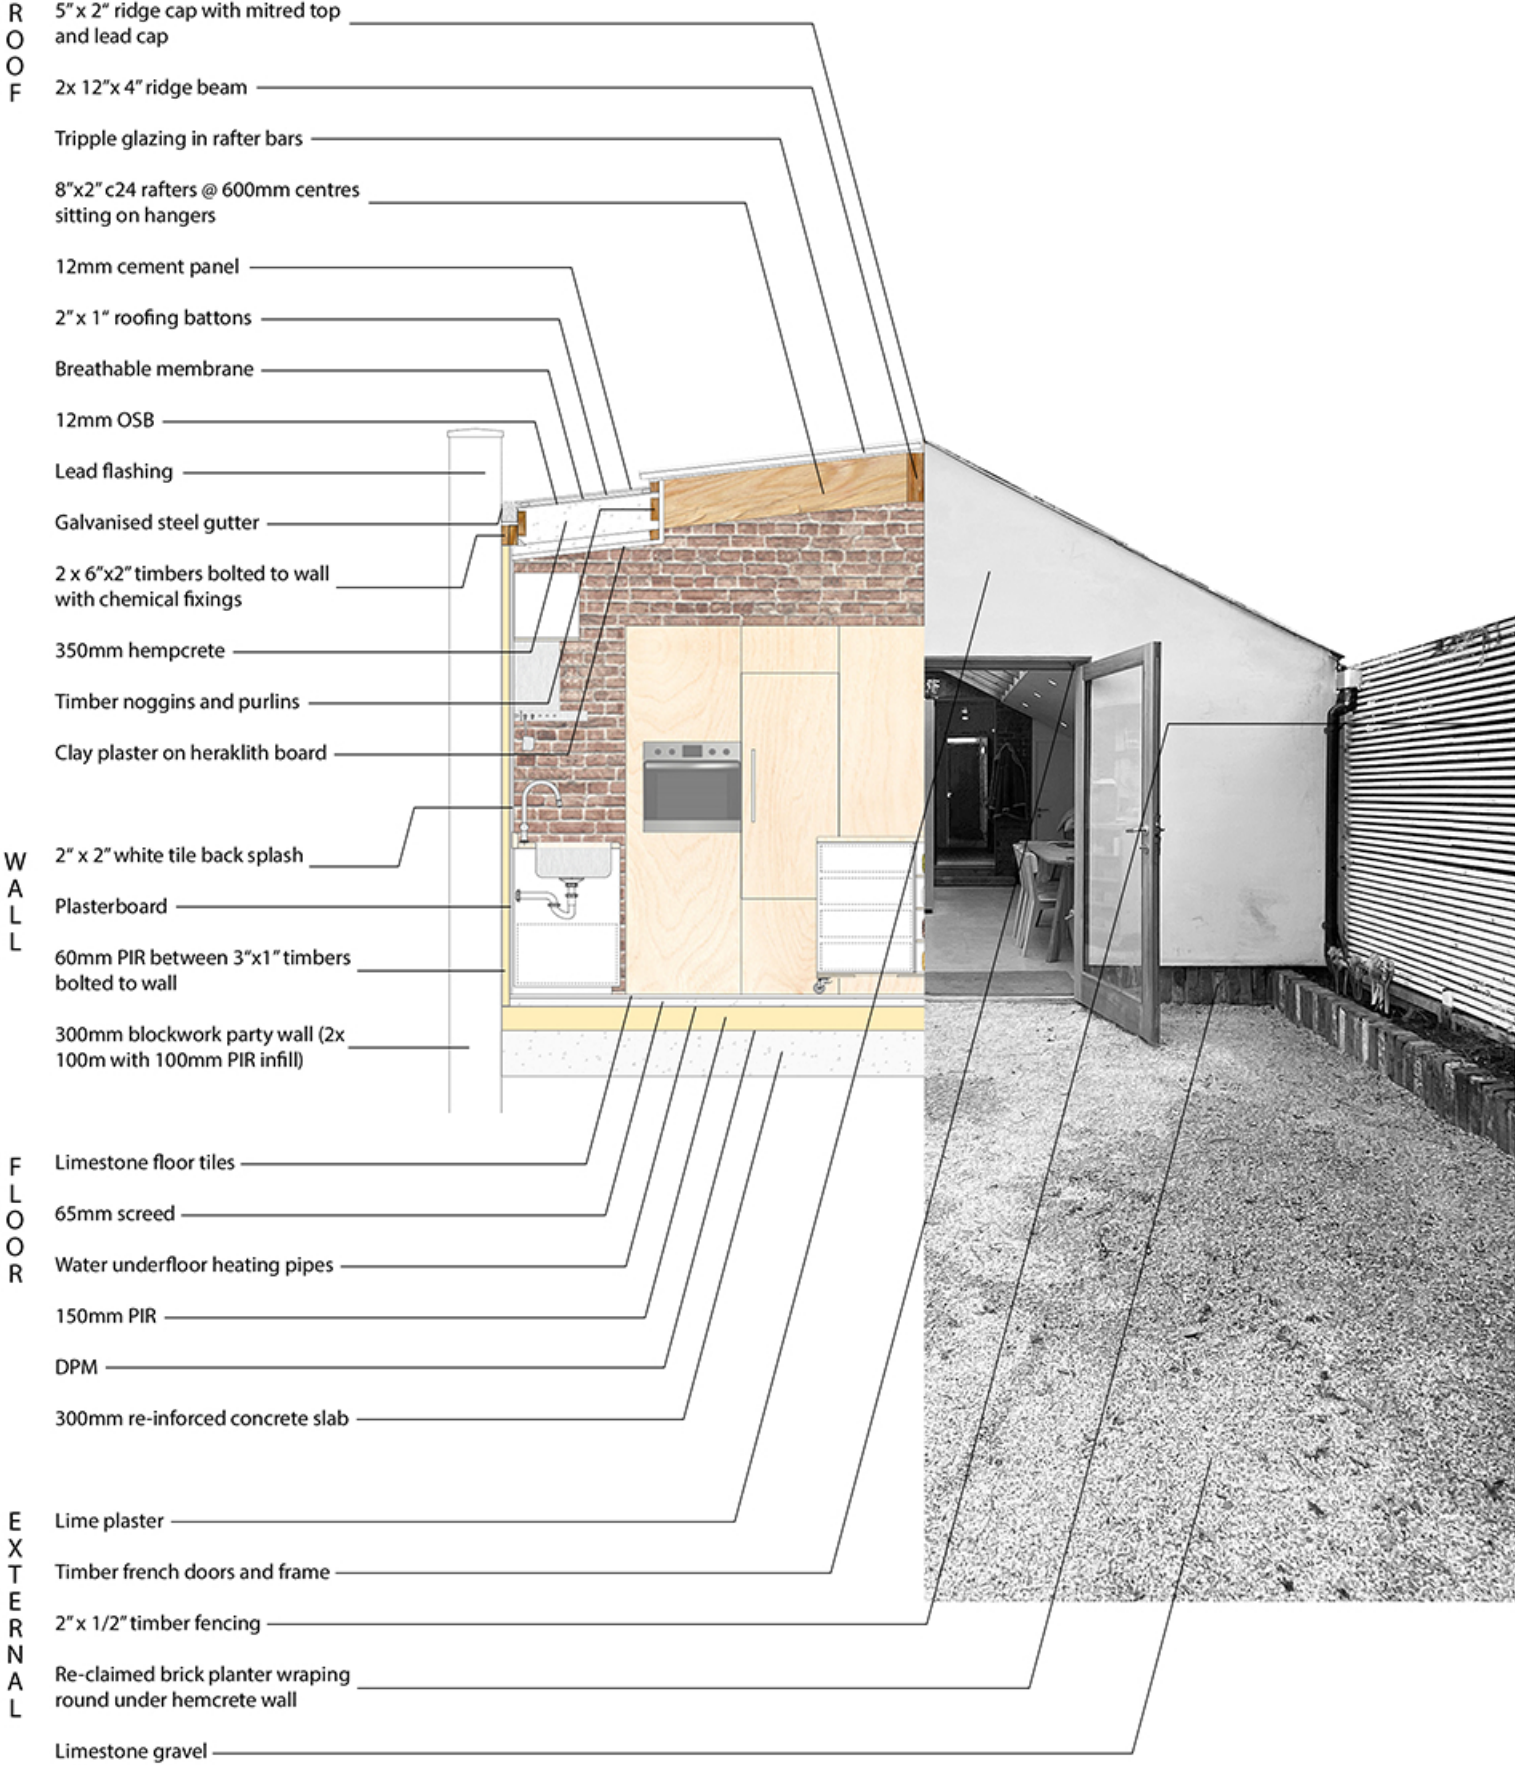 ROOF
5” x 2“ ridge cap with mitred top
and lead cap
2x 12”x 4” ridge beam
Tripple glazing in rafter bars
8”x2” c24 rafters @ 600mm centres
sitting on hangers
12mm cement panel
2” x 1“ roofing battons
Breathable membrane
12mm OSB
Lead flashing
Galvanised steel gutter
2 x 6”x2” timbers bolted to wall
with chemical fixings
350mm hempcrete
Timber noggins and purlins
Clay plaster on heraklith board
WALL
2“ x 2” white tile back splash
Plasterboard
60mm PIR between 3“x1” timbers
bolted to wall
300mm blockwork party wall (2x
100m with 100mm PIR infill)
FLOOR
Limestone floor tiles
65mm screed
Water underfloor heating pipes
150mm PIR
DPM
300mm re-inforced concrete slab
EXTERNAL
Lime plaster
Timber french doors and frame
2” x 1/2” timber fencing
Re-claimed brick planter wraping
round under hemcrete wall
Limestone gravel